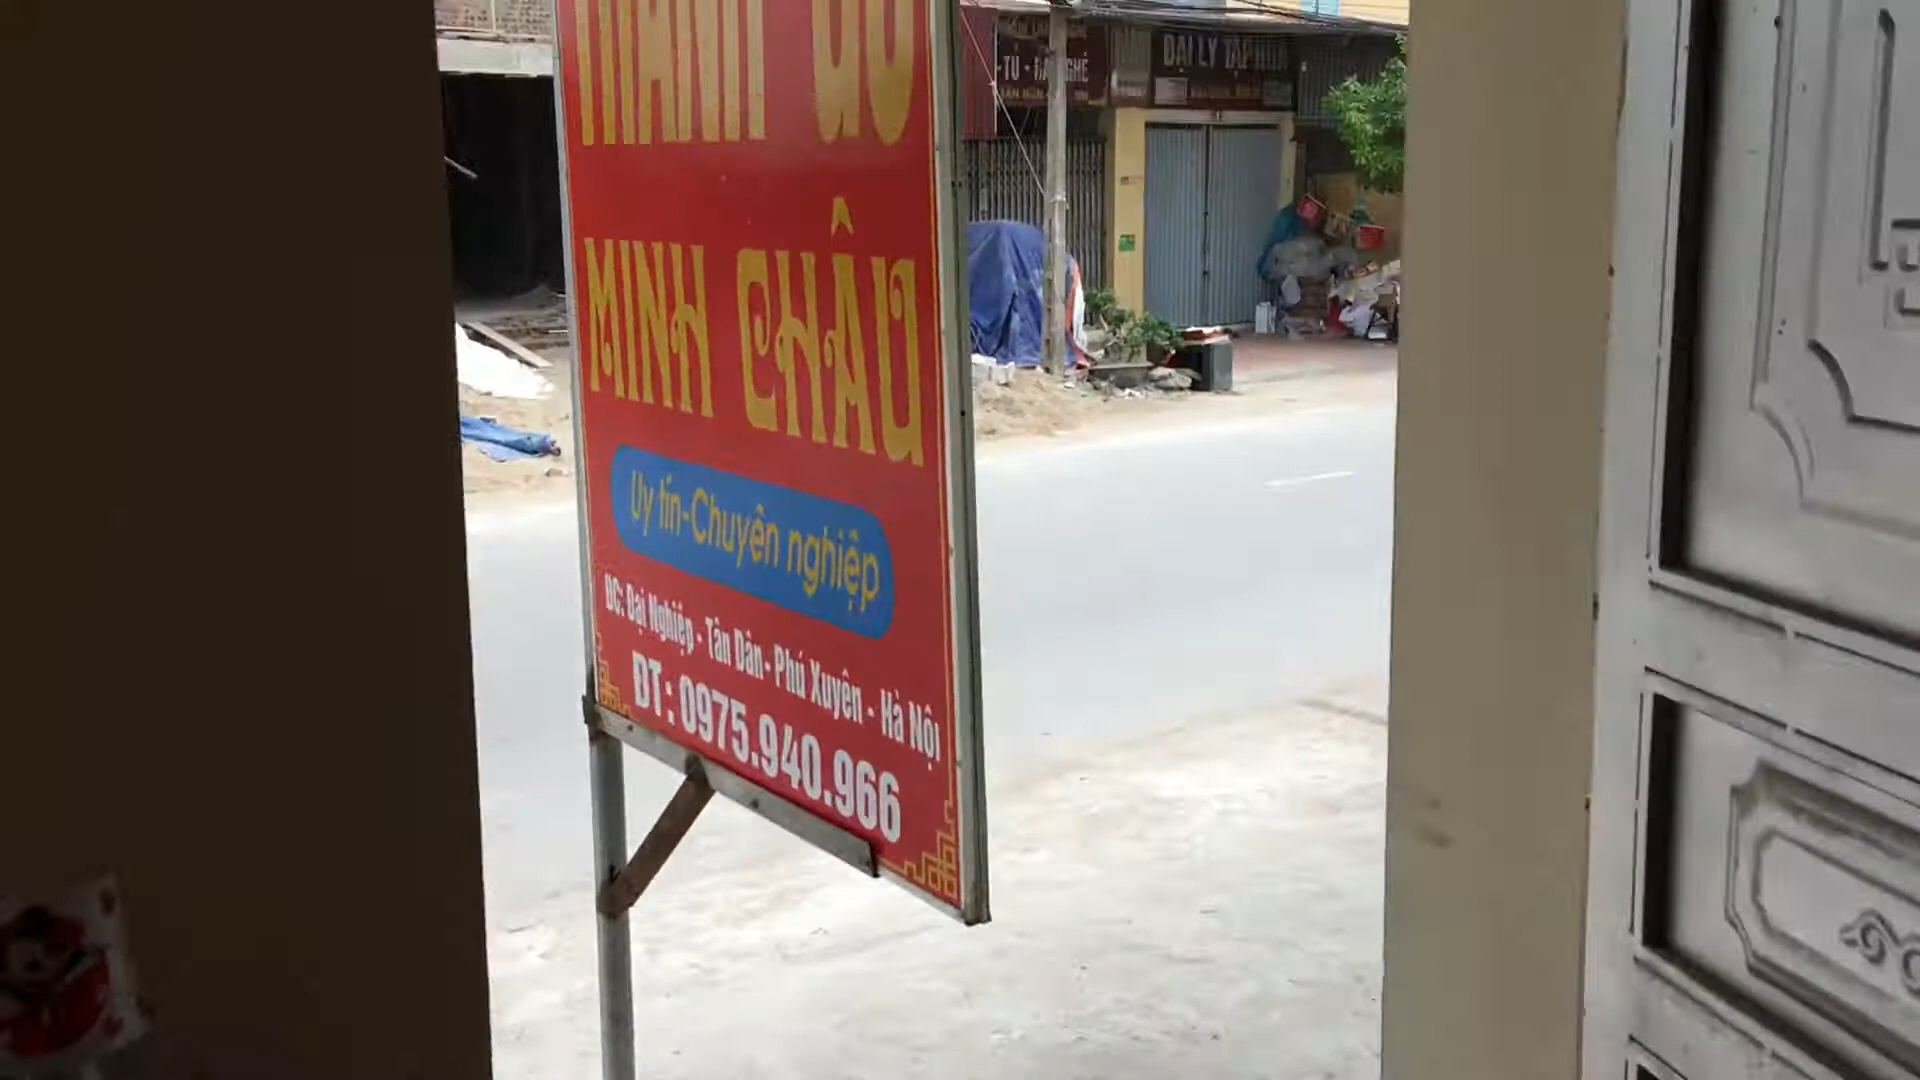 MINH CHÂU
Uy tín-Chuyên nghiệp
ĐC: Đại Nghiệp - Tân Dân - Phú Xuyên - Hà Nội
ĐT: 0975.940.966
ĐẠI LÝ TẠP